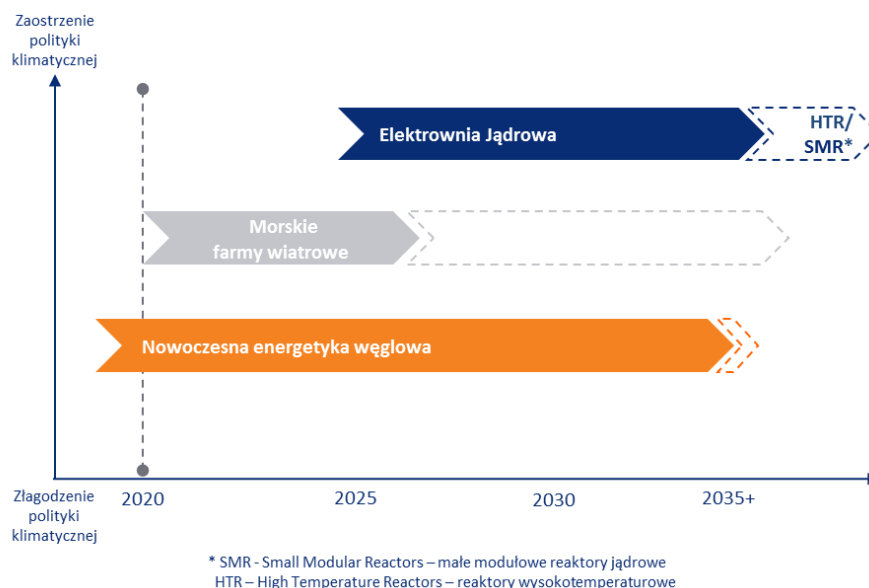 Zaostrzenie
polityki
klimatycznej
Elektrownia Jądrowa
HTR/
SMR*
Morskie
farmy wiatrowe
Nowoczesna energetyka węglowa
Złagodzenie
polityki
klimatycznej
2020
2025
2030
2035+
* SMR - Small Modular Reactors – małe modułowe reaktory jądrowe
HTR – High Temperature Reactors – reaktory wysokotemperaturowe